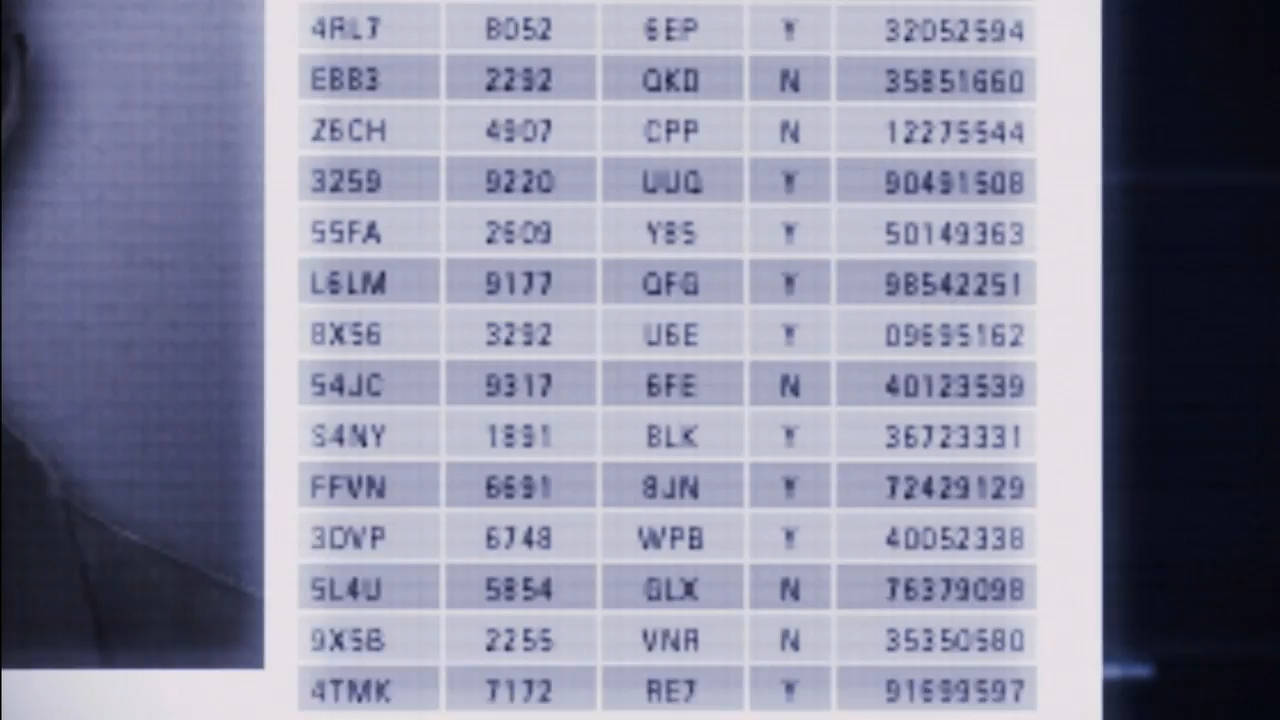 4RL7 8052 6EP Y 32052594
EBB3 2292 QKD N 35851660
Z6CH 4907 CPP N 12275544
3259 9220 UUQ Y 90491508
55FA 2609 Y85 Y 50149363
L6LM 9177 QFG Y 98542251
8X56 3292 U6E Y 09695162
54JC 9317 6FE N 40123539
S4NY 1891 BLK Y 36723331
FFVN 6691 8JN Y 72429129
3DVP 6748 WPB Y 40052338
5L4U 5854 GLX N 76379098
9X5B 2255 VNR N 35350580
4TMK 7172 RE7 Y 91699597